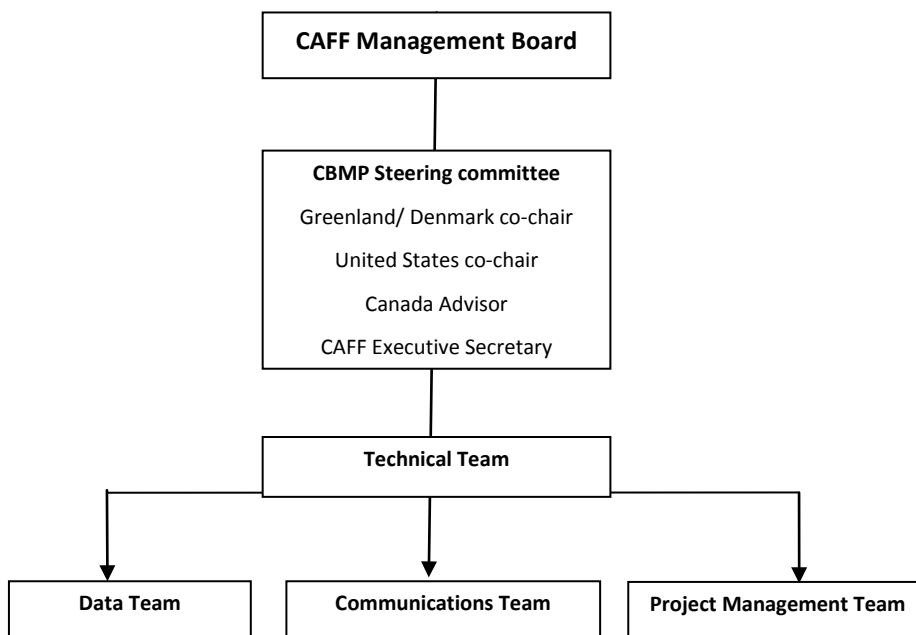 CAFF Management Board
CBMP Steering committee
Greenland/ Denmark co-chair
United States co-chair
Canada Advisor
CAFF Executive Secretary
Technical Team
Data Team
Communications Team
Project Management Team